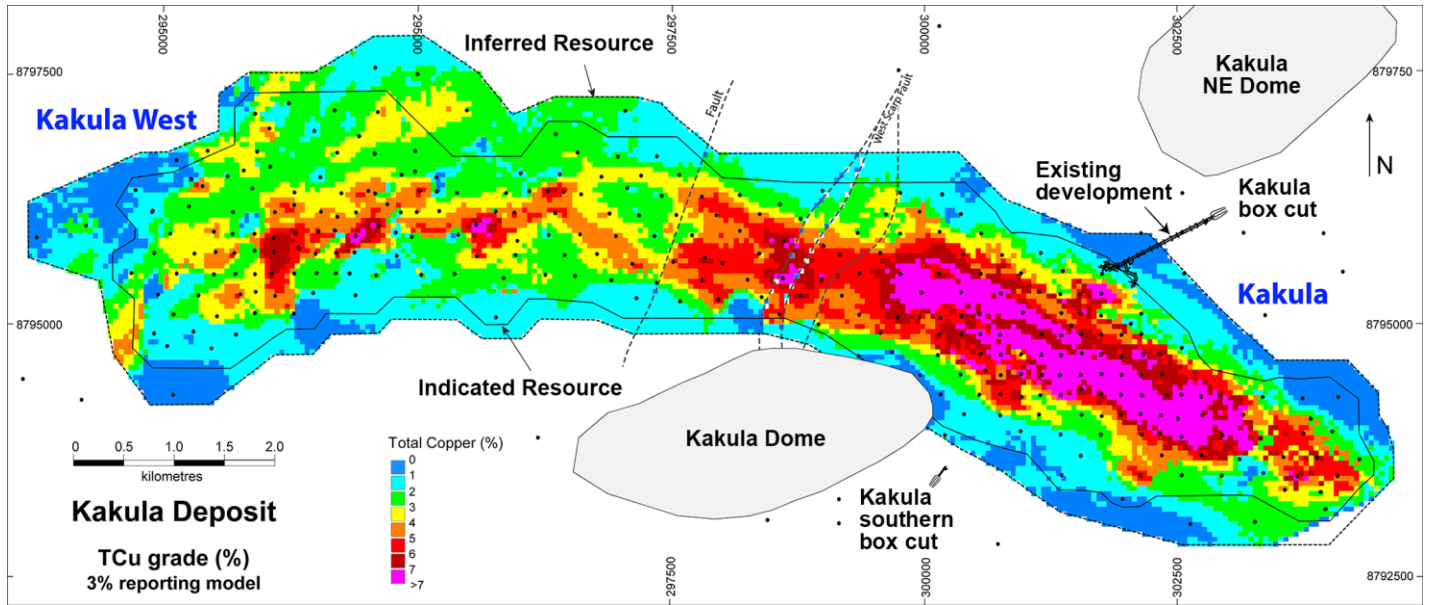 295000
295000
297500
300000
302500
8797500
879750
Inferred Resource
Kakula West
Fault
West Scarp Fault
Kakula
NE Dome
N
Existing
development
Kakula
box cut
Kakula
8795000
8795000
Indicated Resource
Kakula Dome
0 0.5 1.0 1.5 2.0
kilometres
Kakula Deposit
TCu grade (%)
3% reporting model
Total Copper (%)
0
1
2
3
4
5
6
7
>7
Kakula
southern
box cut
297500
300000
302500
8792500